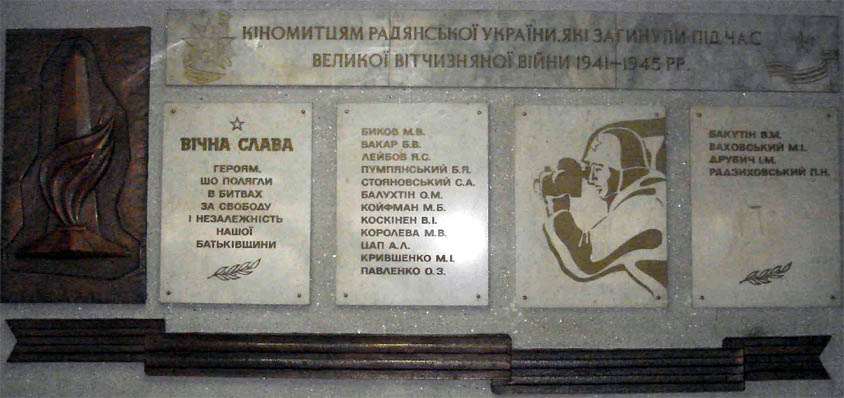 КІНОМИТЦЯМ РАДЯНСЬКОЇ УКРАЇНИ, ЯКІ ЗАГИНУЛИ ПІД ЧАС
ВЕЛИКОЇ ВІТЧИЗНЯНОЇ ВІЙНИ 1941–1945 РР.
ВІЧНА СЛАВА
ГЕРОЯМ,
ЩО ПОЛЯГЛИ
В БИТВАХ
ЗА СВОБОДУ
І НЕЗАЛЕЖНІСТЬ
НАШОЇ
БАТЬКІВЩИНИ
БИКОВ М.В.
ВАКАР Б.В.
ЛЕЙБОВ Я.С.
ПУМПЯНСЬКИЙ Б.Я.
СТОЯНОВСЬКИЙ С.А.
БАЛУХТІН О.М.
КОЙФМАН М.Б.
КОСКІНЕН В.І.
КОРОЛЕВА М.В.
ЦАП А.Л.
КРИВШЕНКО М.І.
ПАВЛЕНКО О.З.
БАКУТІН В.М.
ВАХОВСЬКИЙ М.І.
ДРУБИЧ І.М.
РАДЗИХОВСЬКИЙ П.Н.